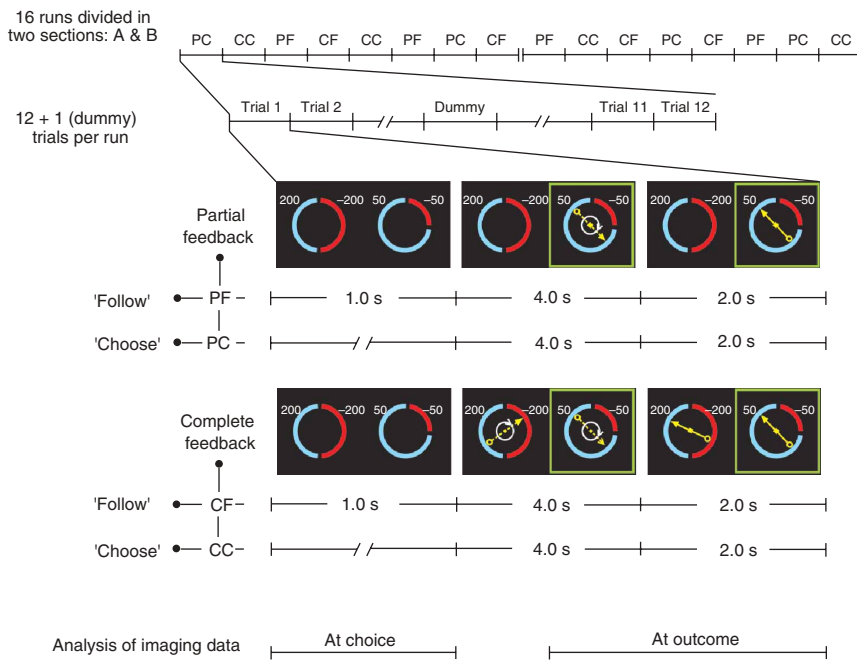 16 runs divided in
two sections: A & B
PC CC PF CF CC PF PC CF PF CC CF PC CF PF PC CC
12 + 1 (dummy)
trials per run
Trial 1 Trial 2 Dummy Trial 11 Trial 12
Partial
feedback
200 –200 50 –50 200 –200 50 –50 200 –200 50 –50
'Follow' PF 1.0 s 4.0 s 2.0 s
'Choose' PC 4.0 s 2.0 s
Complete
feedback
200 –200 50 –50 200 –200 50 –50 200 –200 50 –50
'Follow' CF 1.0 s 4.0 s 2.0 s
'Choose' CC 4.0 s 2.0 s
Analysis of imaging data At choice At outcome